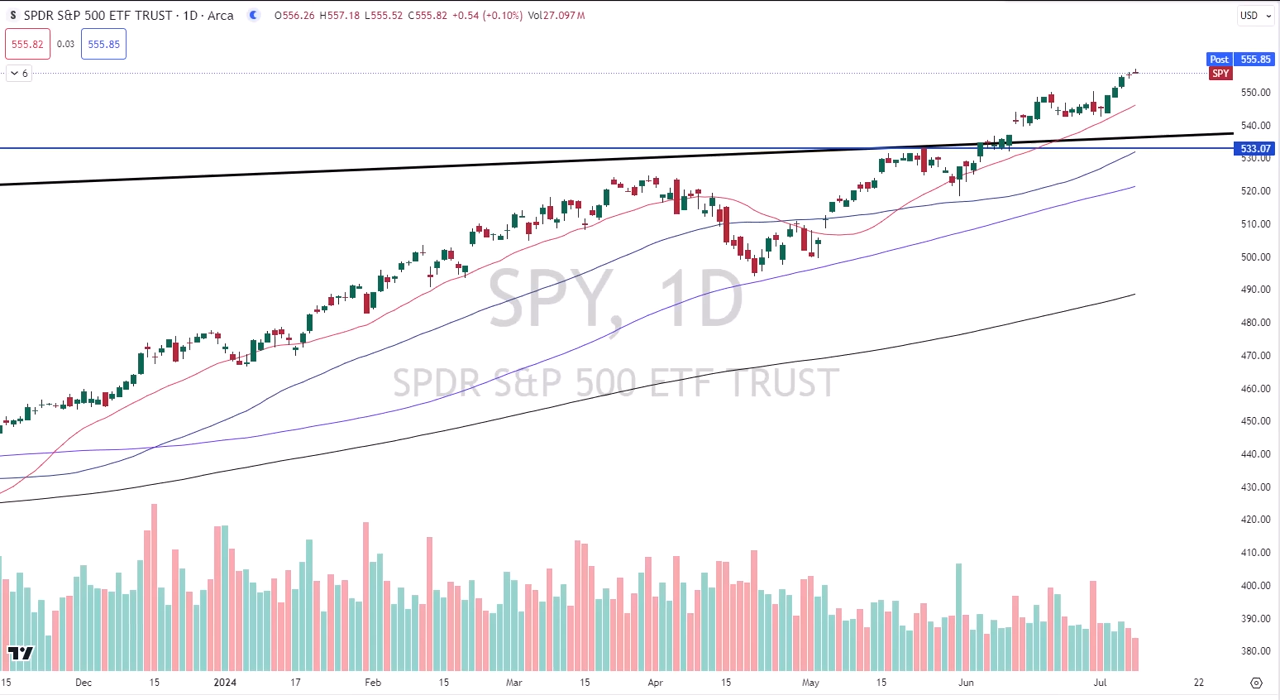 S SPDR S&P 500 ETF TRUST · 1D · Arca O556.26 H557.18 L555.52 C555.82 +0.54 (+0.10%) Vol27.097M USD
555.82 0.03 555.85
Post 555.85
6 SPY
550.00
540.00
533.07
530.00
520.00
510.00
500.00
490.00
480.00
470.00
460.00
450.00
440.00
430.00
420.00
410.00
400.00
390.00
380.00
SPY, 1D
SPDR S&P 500 ETF TRUST
15 Dec 15 2024 17 Feb 15 Mar 15 Apr 15 May 15 Jun Jul 22